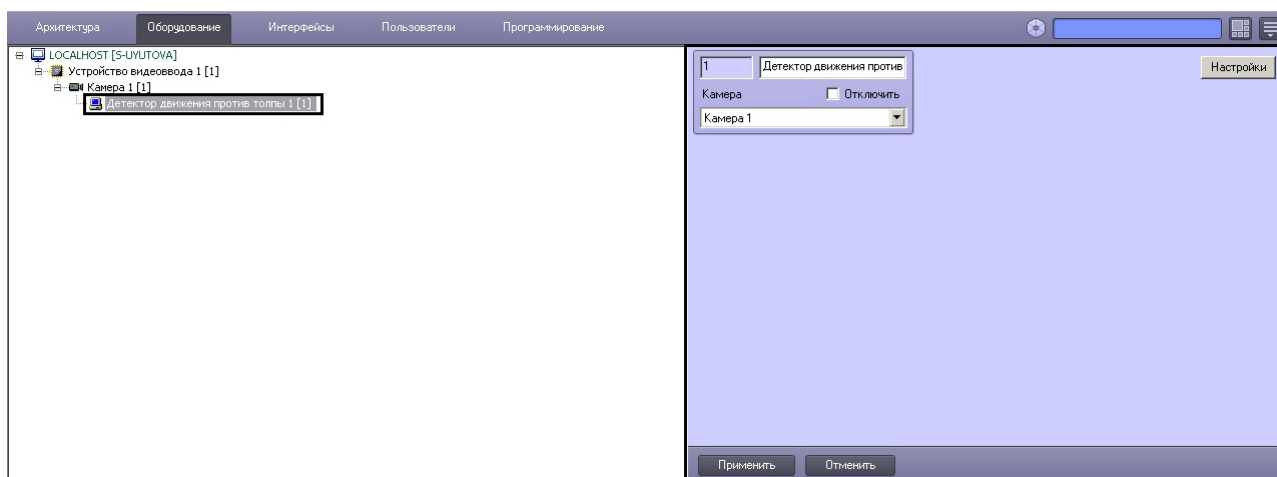 Архитектура Оборудование Интерфейсы Пользователи Программирование
LOCALHOST [S-UYUTOVA]
Устройство видеоввода 1 [1]
Камера 1 [1]
Детектор движения против толпы 1 [1]
1 Детектор движения против
Настройки
Камера Отключить
Камера 1
Применить Отменить